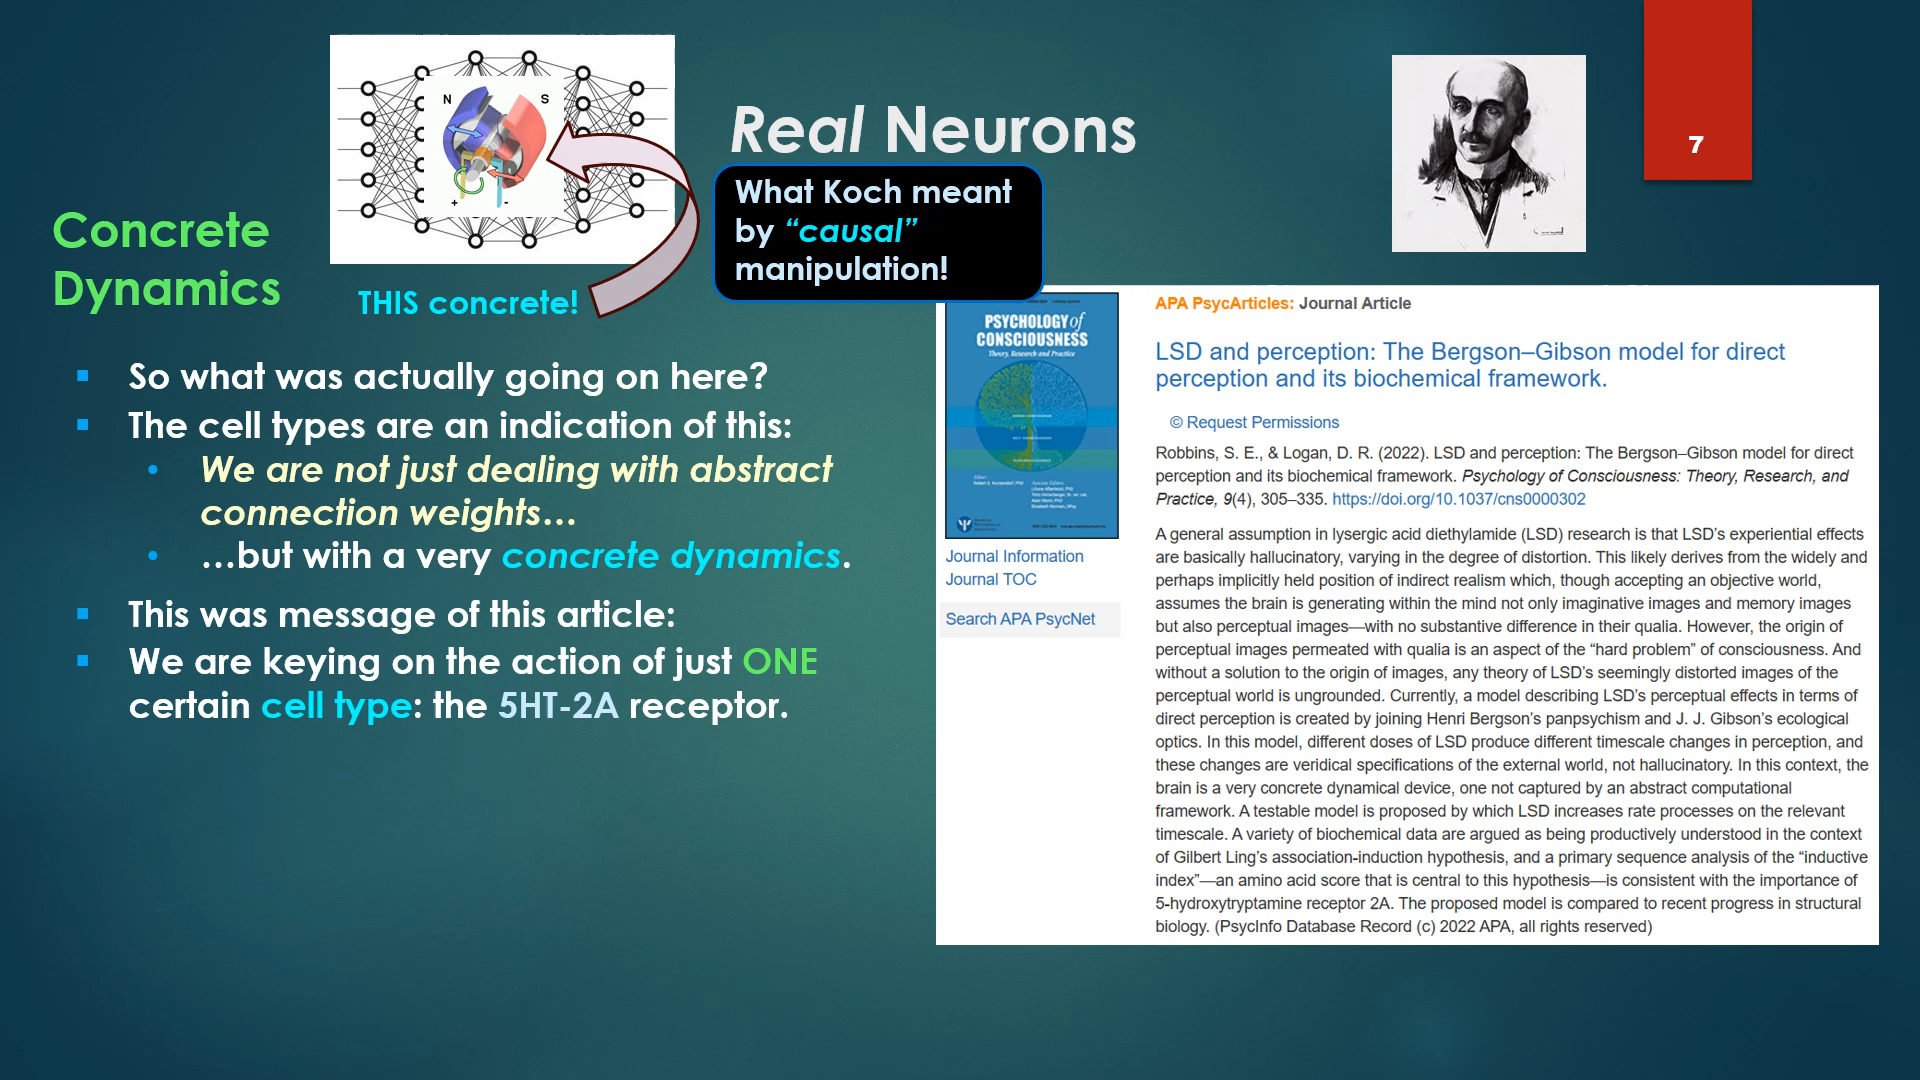 N
S
+
-
Real Neurons
7
What Koch meant
by “causal”
manipulation!
Concrete
Dynamics
THIS concrete!
So what was actually going on here?
The cell types are an indication of this:
We are not just dealing with abstract
connection weights…
…but with a very concrete dynamics.
This was message of this article:
We are keying on the action of just ONE
certain cell type: the 5HT-2A receptor.
PSYCHOLOGY of
CONSCIOUSNESS
Theory, Research and Practice
Journal Information
Journal TOC
Search APA PsycNet
APA PsycArticles: Journal Article
LSD and perception: The Bergson–Gibson model for direct
perception and its biochemical framework.
© Request Permissions
Robbins, S. E., & Logan, D. R. (2022). LSD and perception: The Bergson–Gibson model for direct
perception and its biochemical framework. Psychology of Consciousness: Theory, Research, and
Practice, 9(4), 305–335. https://doi.org/10.1037/cns0000302
A general assumption in lysergic acid diethylamide (LSD) research is that LSD’s experiential effects
are basically hallucinatory, varying in the degree of distortion. This likely derives from the widely and
perhaps implicitly held position of indirect realism which, though accepting an objective world,
assumes the brain is generating within the mind not only imaginative images and memory images
but also perceptual images—with no substantive difference in their qualia. However, the origin of
perceptual images permeated with qualia is an aspect of the “hard problem” of consciousness. And
without a solution to the origin of images, any theory of LSD’s seemingly distorted images of the
perceptual world is ungrounded. Currently, a model describing LSD’s perceptual effects in terms of
direct perception is created by joining Henri Bergson’s panpsychism and J. J. Gibson’s ecological
optics. In this model, different doses of LSD produce different timescale changes in perception, and
these changes are veridical specifications of the external world, not hallucinatory. In this context, the
brain is a very concrete dynamical device, one not captured by an abstract computational
framework. A testable model is proposed by which LSD increases rate processes on the relevant
timescale. A variety of biochemical data are argued as being productively understood in the context
of Gilbert Ling’s association-induction hypothesis, and a primary sequence analysis of the “inductive
index”—an amino acid score that is central to this hypothesis—is consistent with the importance of
5-hydroxytryptamine receptor 2A. The proposed model is compared to recent progress in structural
biology. (PsycInfo Database Record (c) 2022 APA, all rights reserved)